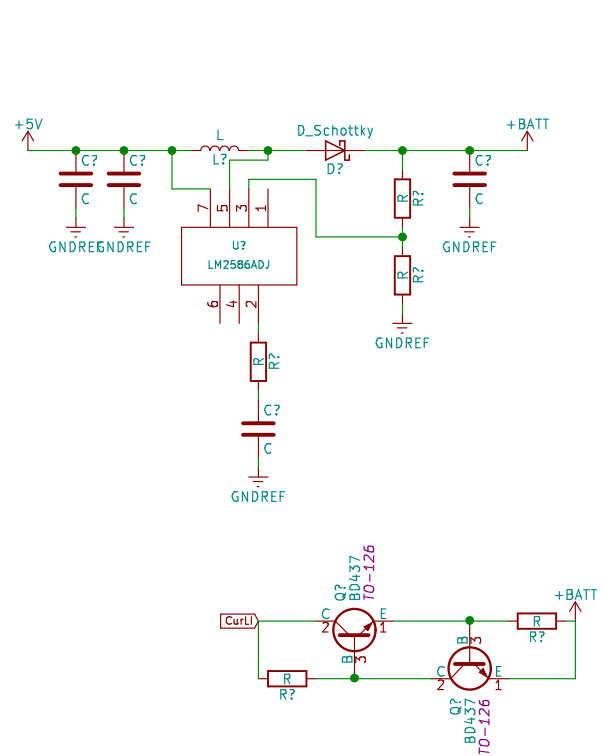 +5V
L
D_Schottky
+BATT
C?
C?
L?
D?
C?
C
C
R
R?
C
7
5
3
1
GNDREF
GNDREF
U?
LM2586ADJ
GNDREF
R
R?
6
4
2
GNDREF
R
R?
C?
C
GNDREF
Q?
BD437
TO-126
+BATT
CurLI
C
2
E
1
R
R?
B
3
B
3
R
R?
C
2
E
1
Q?
BD437
TO-126